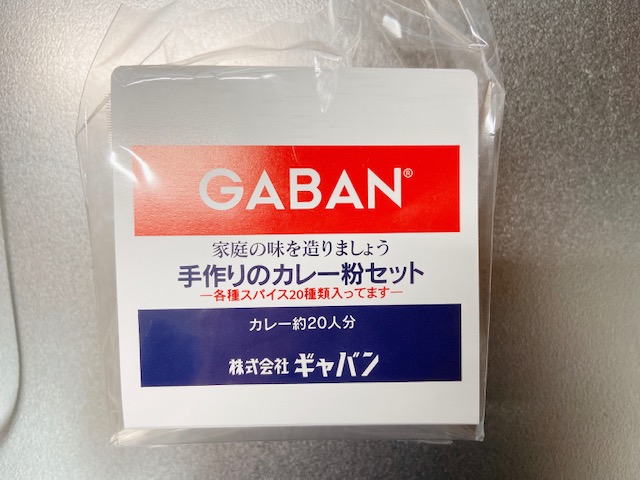 GABAN®
家庭の味を造りましょう
手作りのカレー粉セット
―各種スパイス20種類入ってます―
カレー約20人分
株式会社 ギャバン